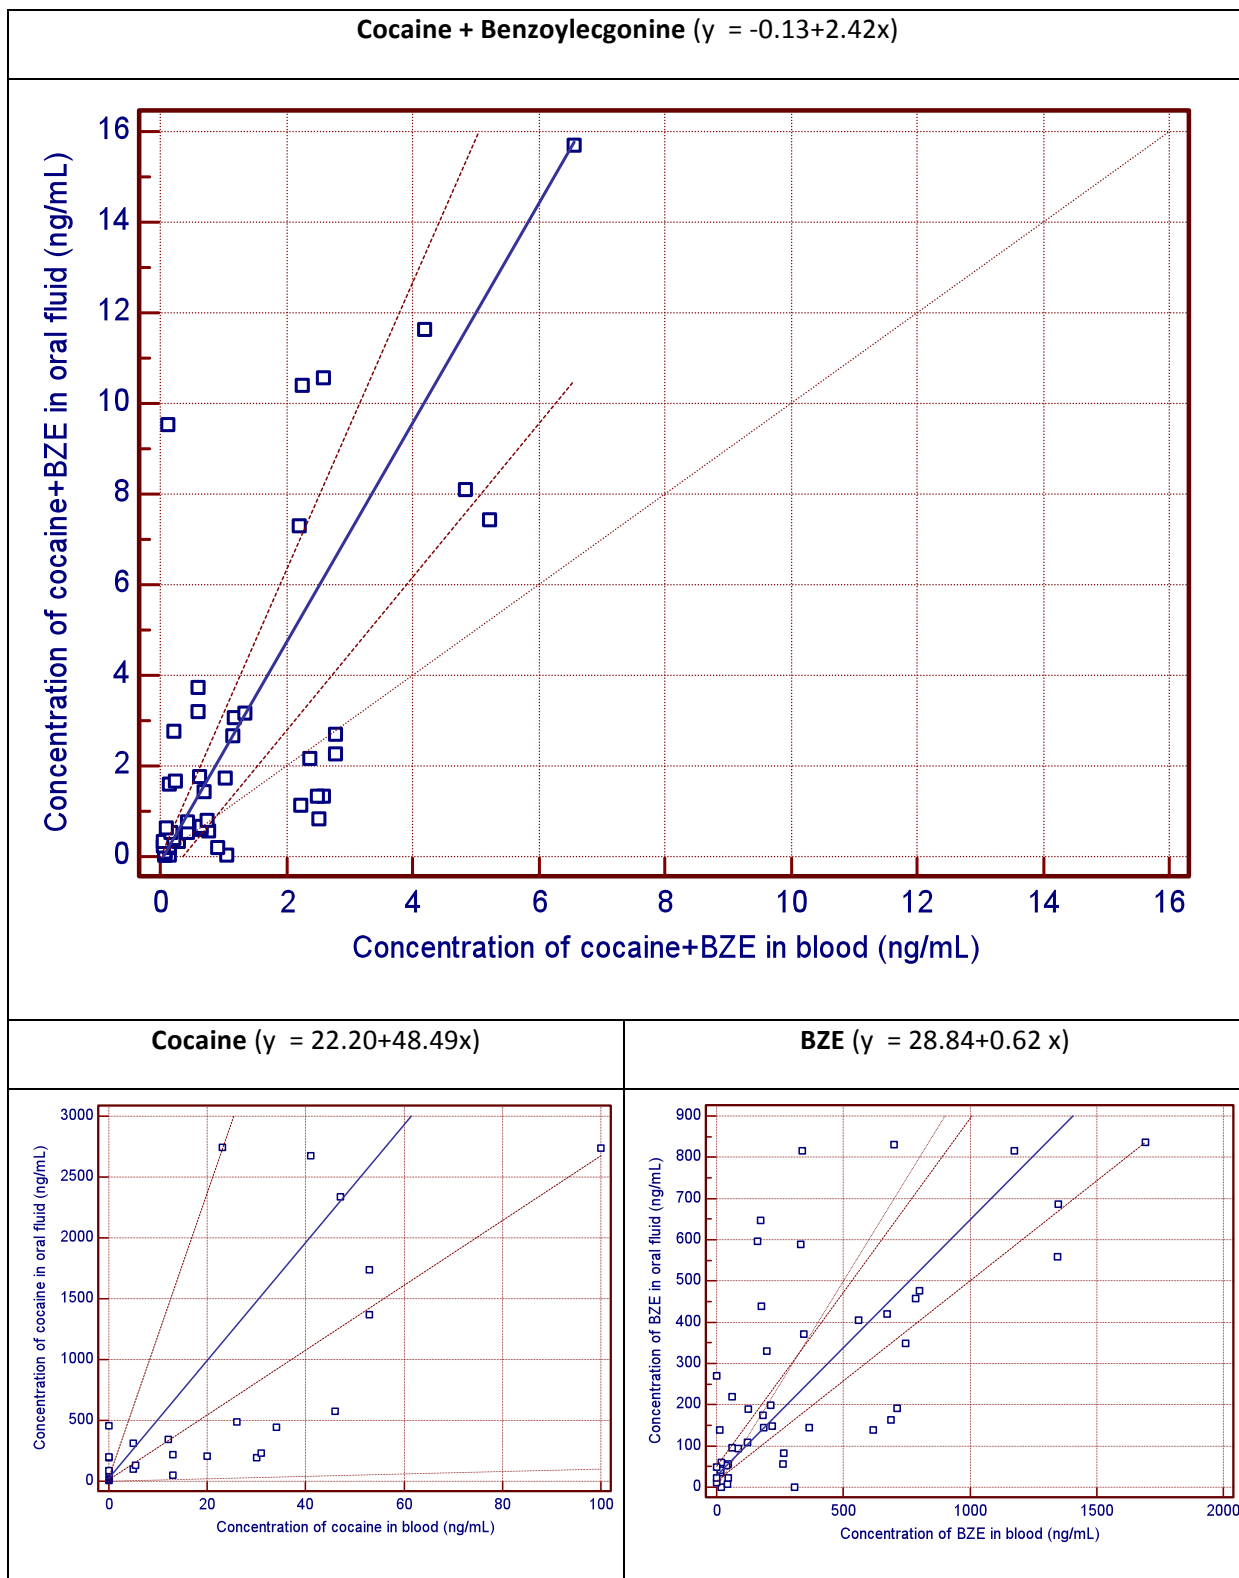 Cocaine + Benzoylecgonine (y = -0.13+2.42x)
16
14
12
10
8
6
4
2
0
Concentration of cocaine+BZE in oral fluid (ng/mL)
0 2 4 6 8 10 12 14 16
Concentration of cocaine+BZE in blood (ng/mL)
Cocaine (y = 22.20+48.49x)
3000
2500
2000
1500
1000
500
0
Concentration of cocaine in oral fluid (ng/mL)
0 20 40 60 80 100
Concentration of cocaine in blood (ng/mL)
BZE (y = 28.84+0.62 x)
900
800
700
600
500
400
300
200
100
0
Concentration of BZE in oral fluid (ng/mL)
0 500 1000 1500 2000
Concentration of BZE in blood (ng/mL)